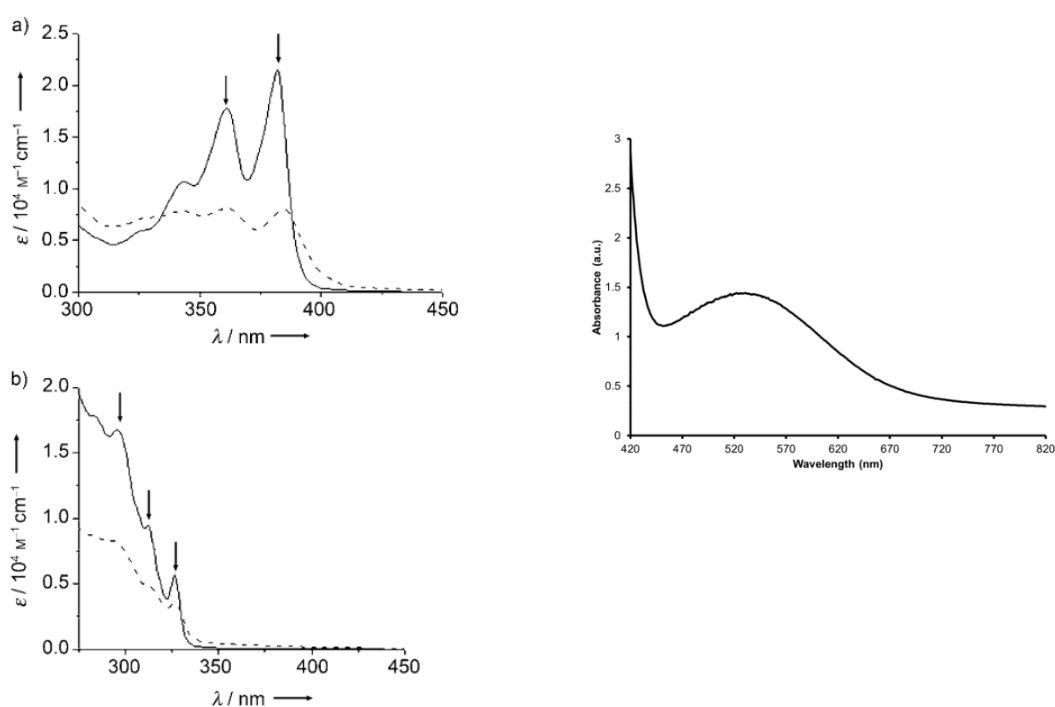 a)
2.5
2.0
1.5
1.0
0.5
0.0
ε / 10⁴ M⁻¹ cm⁻¹
300 350 400 450
λ / nm
b)
2.0
1.5
1.0
0.5
0.0
ε / 10⁴ M⁻¹ cm⁻¹
300 350 400 450
λ / nm
3
2.5
2
1.5
1
0.5
0
Absorbance (a.u.)
420 470 520 570 620 670 720 770 820
Wavelength (nm)